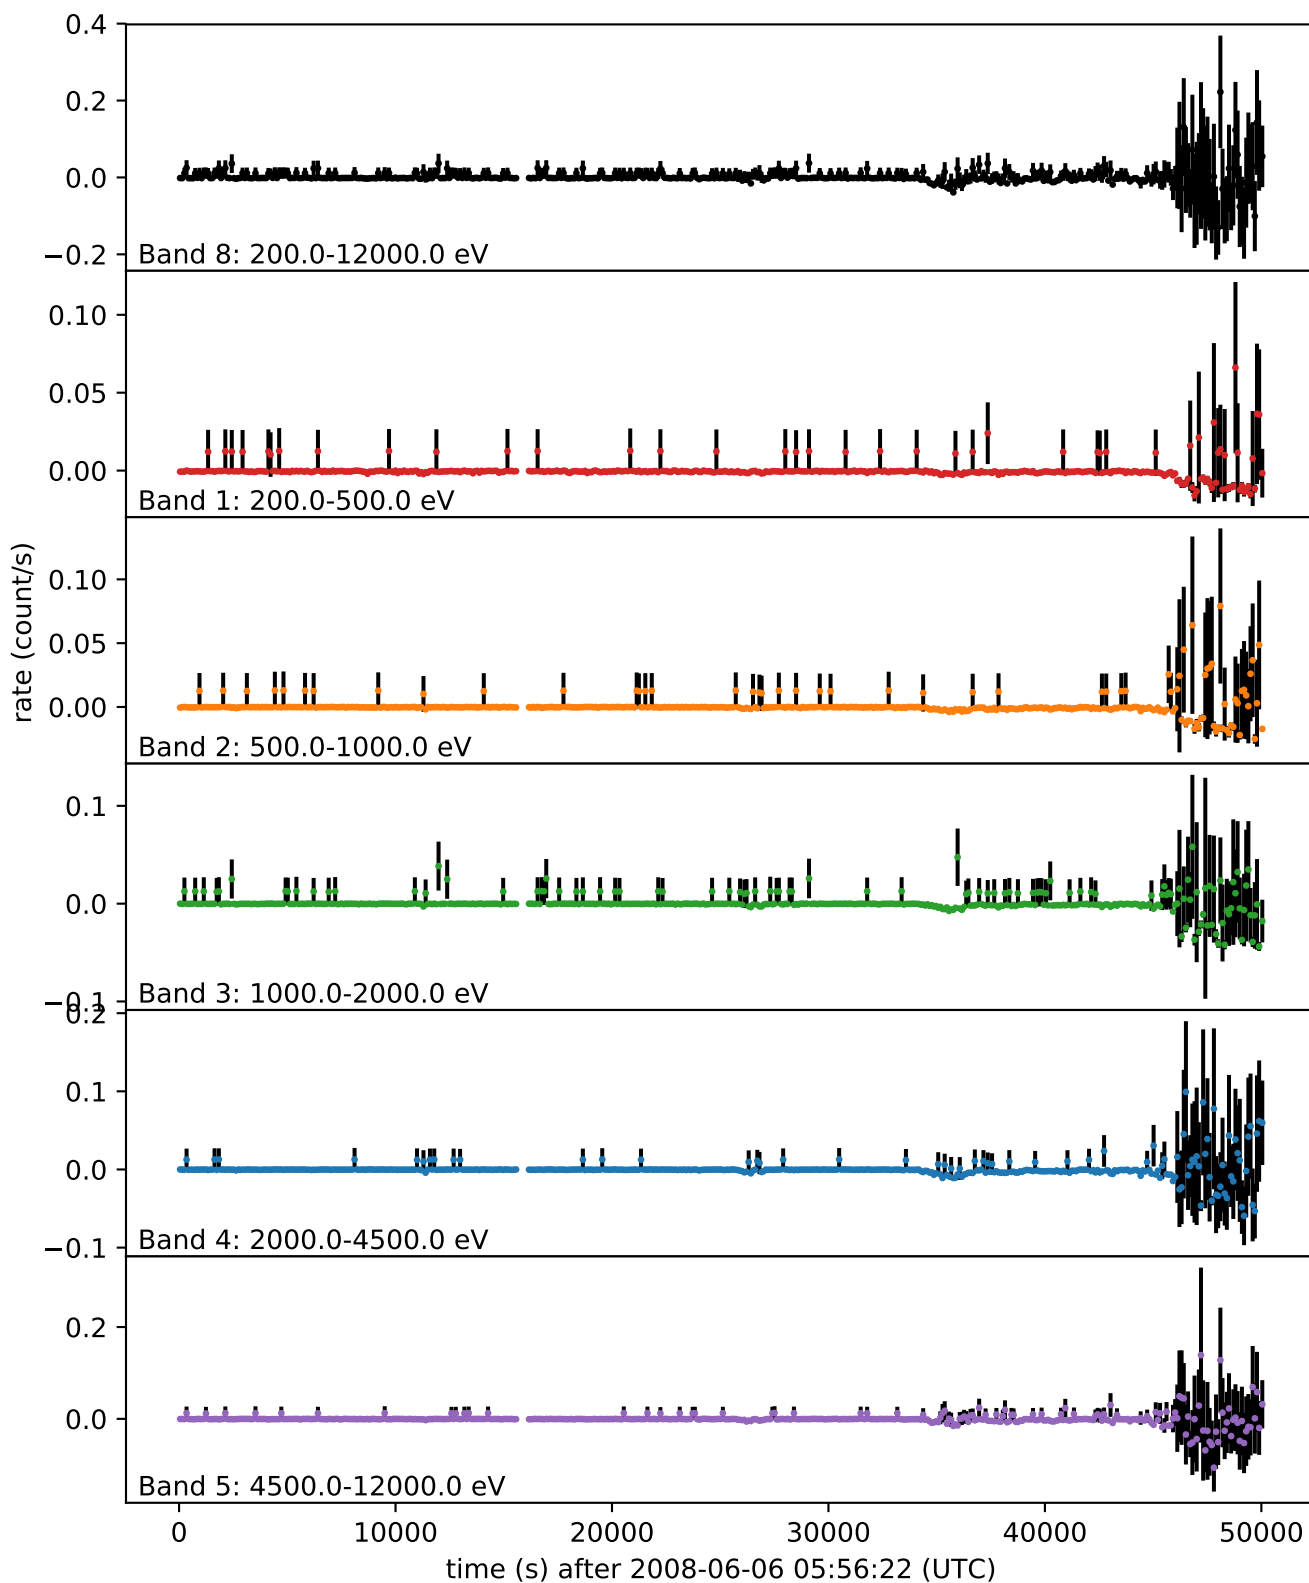 0.4
0.2
0.0
−0.2
Band 8: 200.0-12000.0 eV
0.10
0.05
0.00
Band 1: 200.0-500.0 eV
0.10
0.05
0.00
Band 2: 500.0-1000.0 eV
rate (count/s)
0.1
0.0
−0.1
Band 3: 1000.0-2000.0 eV
0.2
0.1
0.0
−0.1
Band 4: 2000.0-4500.0 eV
0.2
0.0
Band 5: 4500.0-12000.0 eV
0 10000 20000 30000 40000 50000
time (s) after 2008-06-06 05:56:22 (UTC)